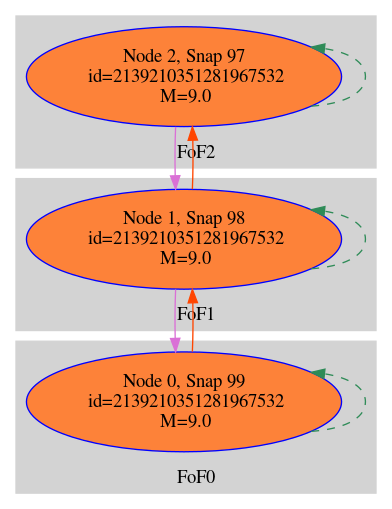 Node 2, Snap 97
id=2139210351281967532
M=9.0
FoF2
Node 1, Snap 98
id=2139210351281967532
M=9.0
FoF1
Node 0, Snap 99
id=2139210351281967532
M=9.0
FoF0